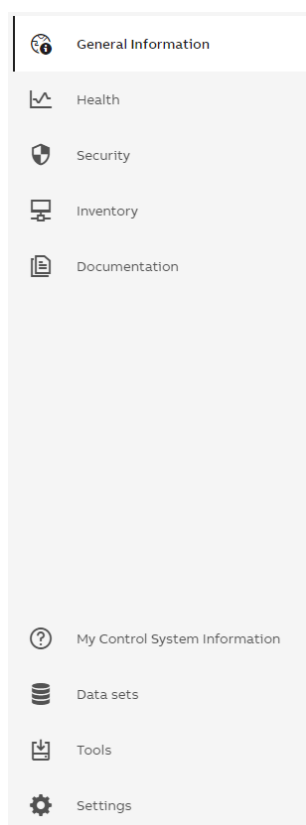 General Information
Health
Security
Inventory
Documentation
My Control System Information
Data sets
Tools
Settings